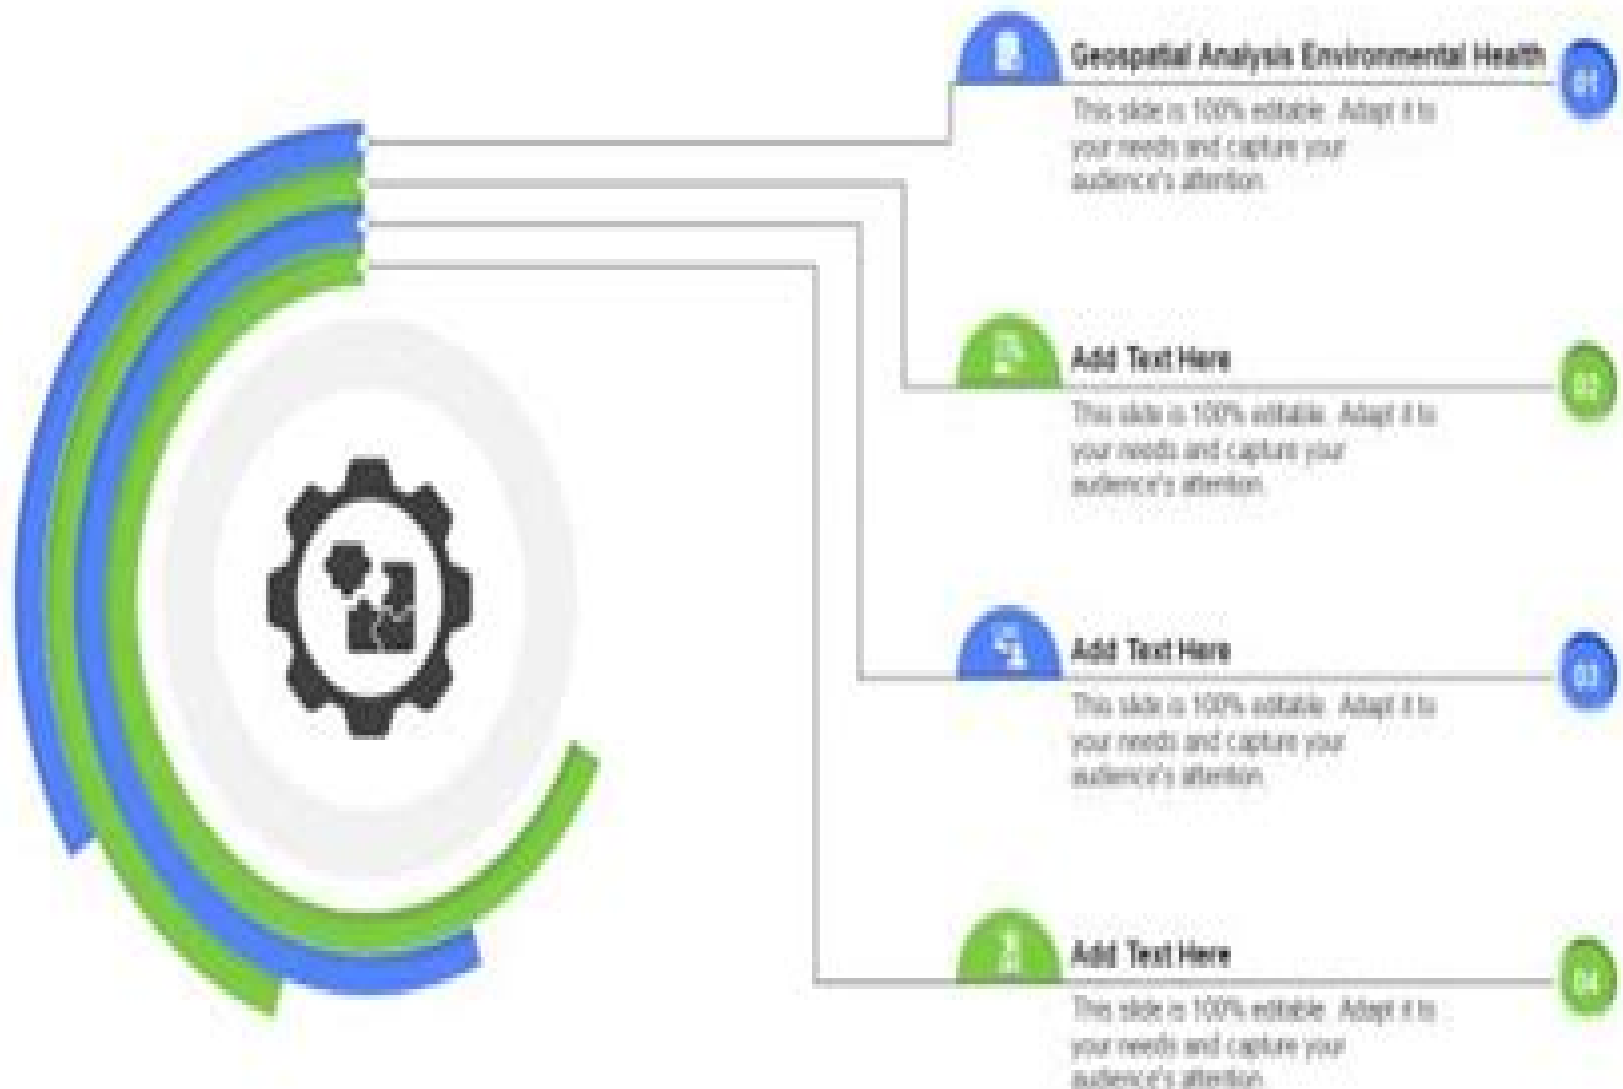 Geospatial Analysis Environmental Health
01
This slide is 100% editable. Adapt it to
your needs and capture your
audience's attention.
Add Text Here
02
This slide is 100% editable. Adapt it to
your needs and capture your
audience's attention.
Add Text Here
03
This slide is 100% editable. Adapt it to
your needs and capture your
audience's attention.
Add Text Here
04
This slide is 100% editable. Adapt it to
your needs and capture your
audience's attention.